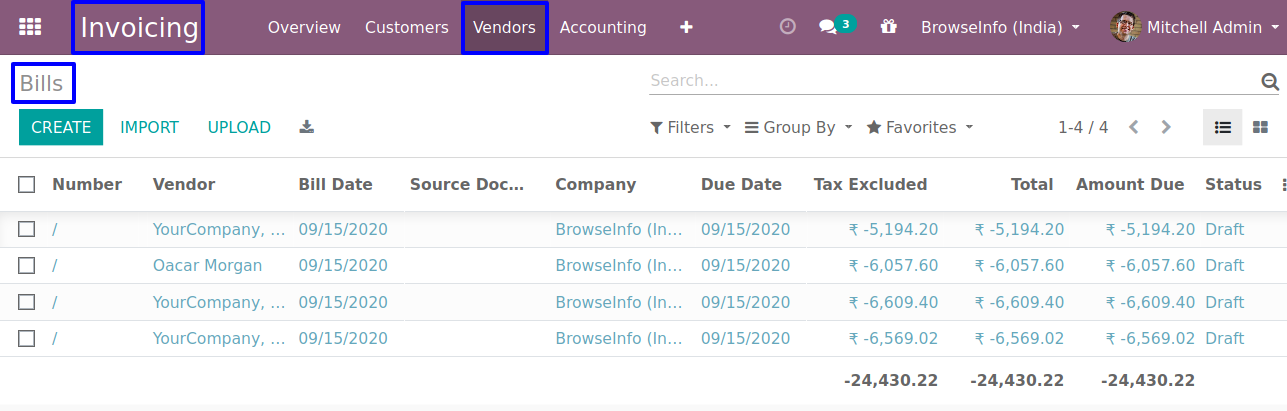 Invoicing Overview Customers Vendors Accounting + 3 BrowseInfo (India) Mitchell Admin
Bills Search...
CREATE IMPORT UPLOAD Filters Group By Favorites 1-4 / 4
Number Vendor Bill Date Source Doc... Company Due Date Tax Excluded Total Amount Due Status
/ YourCompany, ... 09/15/2020 BrowseInfo (In... 09/15/2020 ₹ -5,194.20 ₹ -5,194.20 ₹ -5,194.20 Draft
/ Oacar Morgan 09/15/2020 BrowseInfo (In... 09/15/2020 ₹ -6,057.60 ₹ -6,057.60 ₹ -6,057.60 Draft
/ YourCompany, ... 09/15/2020 BrowseInfo (In... 09/15/2020 ₹ -6,609.40 ₹ -6,609.40 ₹ -6,609.40 Draft
/ YourCompany, ... 09/15/2020 BrowseInfo (In... 09/15/2020 ₹ -6,569.02 ₹ -6,569.02 ₹ -6,569.02 Draft
-24,430.22 -24,430.22 -24,430.22